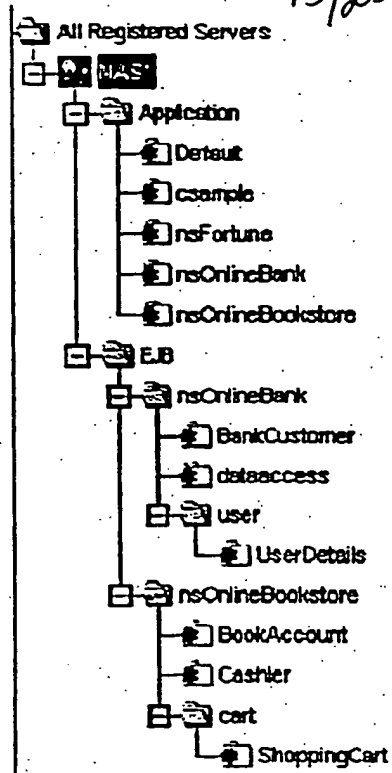 All Registered Servers
NAS1
Application
Default
csample
nsFortune
nsOnlineBank
nsOnlineBookstore
EJB
nsOnlineBank
BankCustomer
dataaccess
user
UserDetails
nsOnlineBookstore
BookAccount
Cashier
cart
ShoppingCart